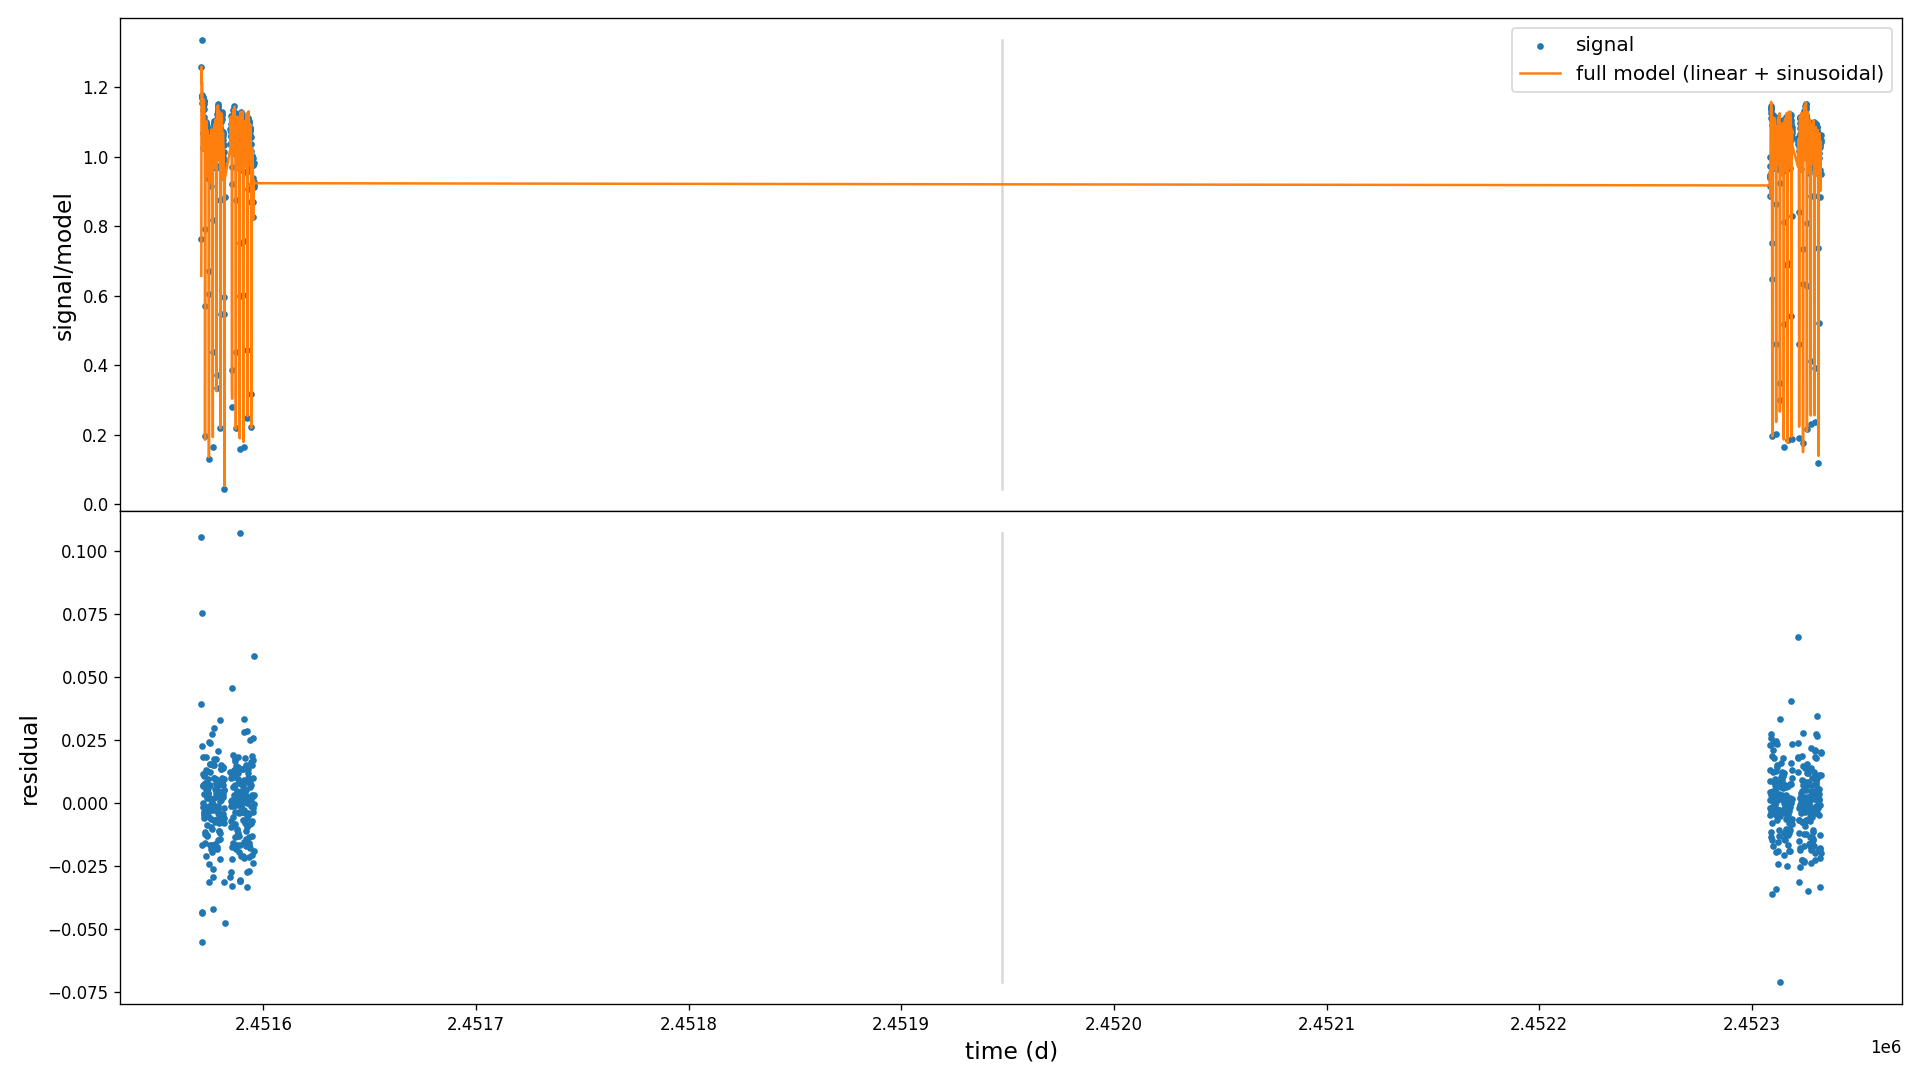 signal
full model (linear + sinusoidal)
signal/model
1.2
1.0
0.8
0.6
0.4
0.2
0.0
residual
0.100
0.075
0.050
0.025
0.000
−0.025
−0.050
−0.075
2.4516 2.4517 2.4518 2.4519 2.4520 2.4521 2.4522 2.4523
1e6
time (d)